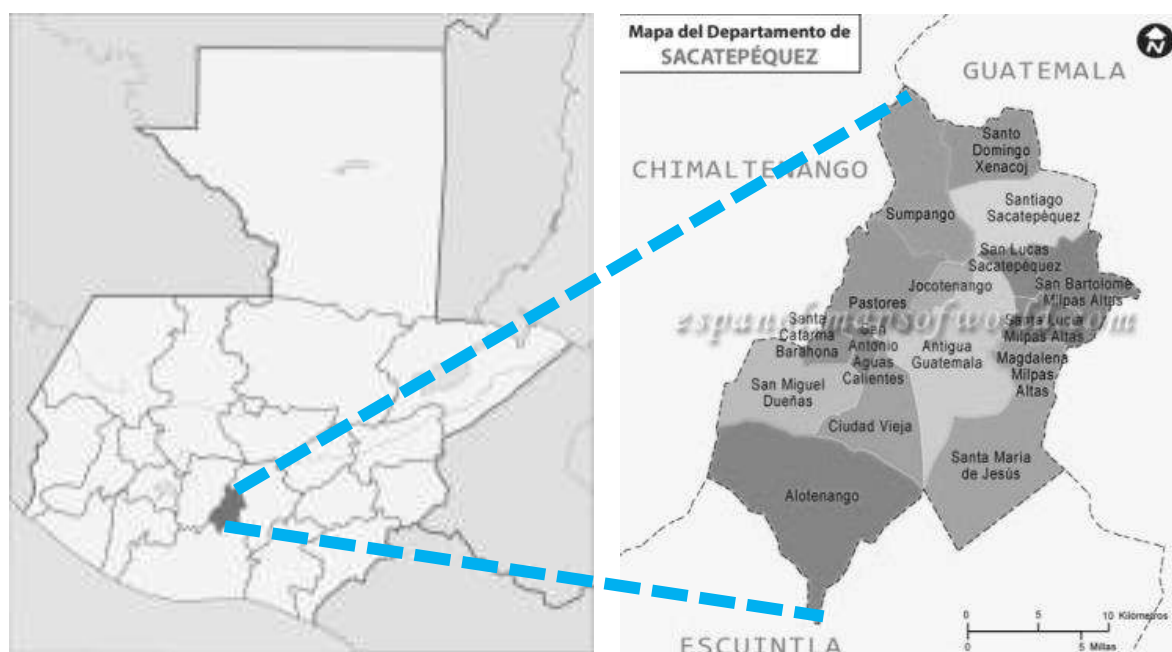 Mapa del Departamento de
SACATEPÉQUEZ
N
GUATEMALA
CHIMALTENANGO
Santo
Domingo
Xenacoj
Santiago
Sacatepéquez
Sumpango
San Lucas
Sacatepéquez
Jocotenango
San Bartolomé
Milpas Altas
Pastores
Santa Lucía
Milpas Altas
Santa
Catarina
Barahona
San
Antonio
Aguas
Calientes
Antigua
Guatemala
Magdalena
Milpas
Altas
San Miguel
Dueñas
Ciudad Vieja
Santa María
de Jesús
Alotenango
0 5 10 Kilómetros
0 5 Millas
ESCUINTLA